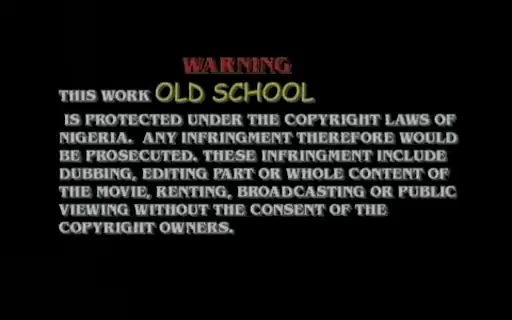 WARNING
THIS WORK OLD SCHOOL
IS PROTECTED UNDER THE COPYRIGHT LAWS OF
NIGERIA. ANY INFRINGMENT THEREFORE WOULD
BE PROSECUTED. THESE INFRINGMENT INCLUDE
DUBBING, EDITING PART OR WHOLE CONTENT OF
THE MOVIE, RENTING, BROADCASTING OR PUBLIC
VIEWING WITHOUT THE CONSENT OF THE
COPYRIGHT OWNERS.